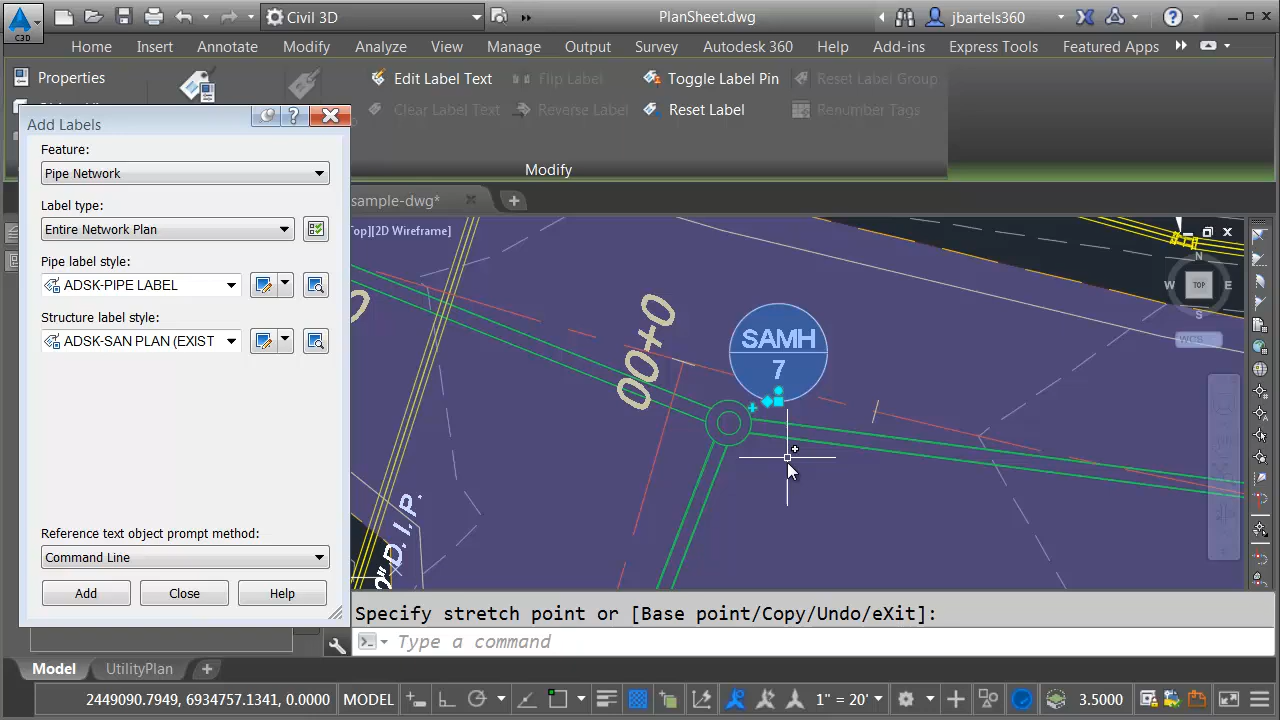 C3D
Civil 3D
PlanSheet.dwg
jbartels360
Home Insert Annotate Modify Analyze View Manage Output Survey Autodesk 360 Help Add-ins Express Tools Featured Apps
Properties
Edit Label Text
Flip Label
Toggle Label Pin
Reset Label Group
Clear Label Text
Reverse Label
Reset Label
Renumber Tags
Modify
sample-dwg*
Top][2D Wireframe]
Add Labels
Feature:
Pipe Network
Label type:
Entire Network Plan
Pipe label style:
ADSK-PIPE LABEL
Structure label style:
ADSK-SAN PLAN (EXIST
Reference text object prompt method:
Command Line
Add Close Help
0+00
SAMH
7
" D.I.P.
N
W TOP E
S
WCS
Specify stretch point or [Base point/Copy/Undo/eXit]:
Type a command
Model UtilityPlan
2449090.7949, 6934757.1341, 0.0000 MODEL 1" = 20' 3.5000